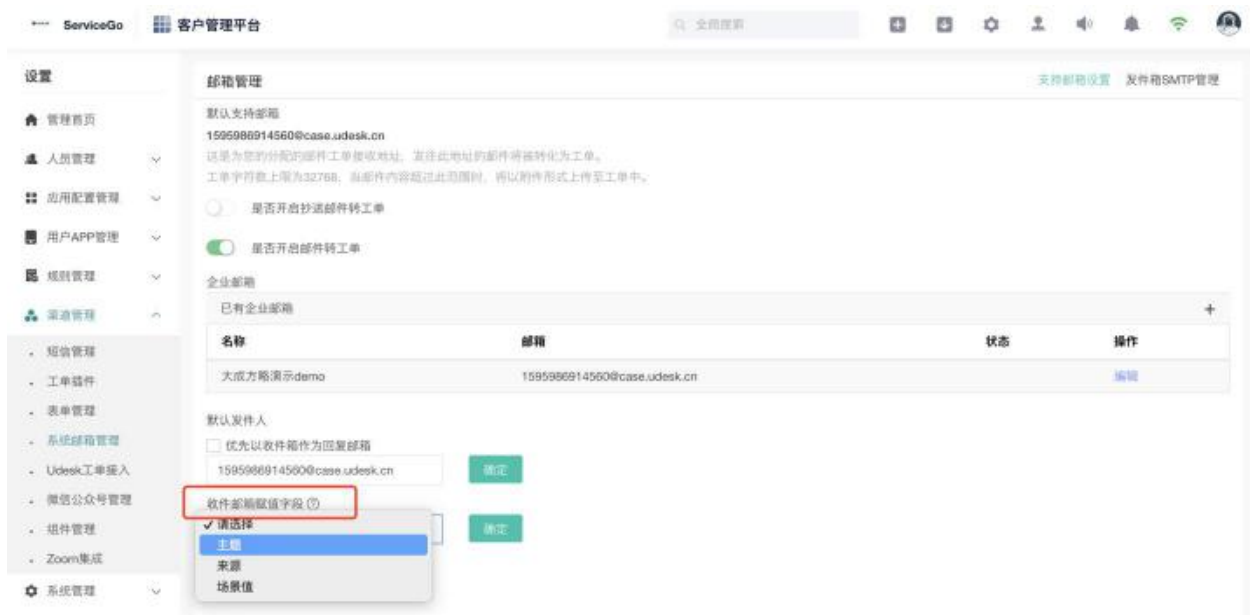 ServiceGo
客户管理平台
全局搜索
设置
管理首页
人员管理
应用配置管理
用户APP管理
规则管理
渠道管理
短信管理
工单插件
表单管理
系统邮箱管理
Udesk工单接入
微信公众号管理
组件管理
Zoom集成
系统管理
邮箱管理
支持邮箱设置 发件箱SMTP管理
默认支持邮箱
1595986914560@case.udesk.cn
这是为您的分配的邮件工单接收地址，发往此地址的邮件将被转化为工单。
工单字符数上限为32768，当邮件内容超过此范围时，将以附件形式上传至工单中。
是否开启抄送邮件转工单
是否开启邮件转工单
企业邮箱
已有企业邮箱 +
名称 邮箱 状态 操作
大成方略演示demo 1595986914560@case.udesk.cn 编辑
默认发件人
优先以收件箱作为回复邮箱
1595986914560@case.udesk.cn 确定
收件邮箱赋值字段 ?
✓ 请选择 确定
主题
来源
场景值